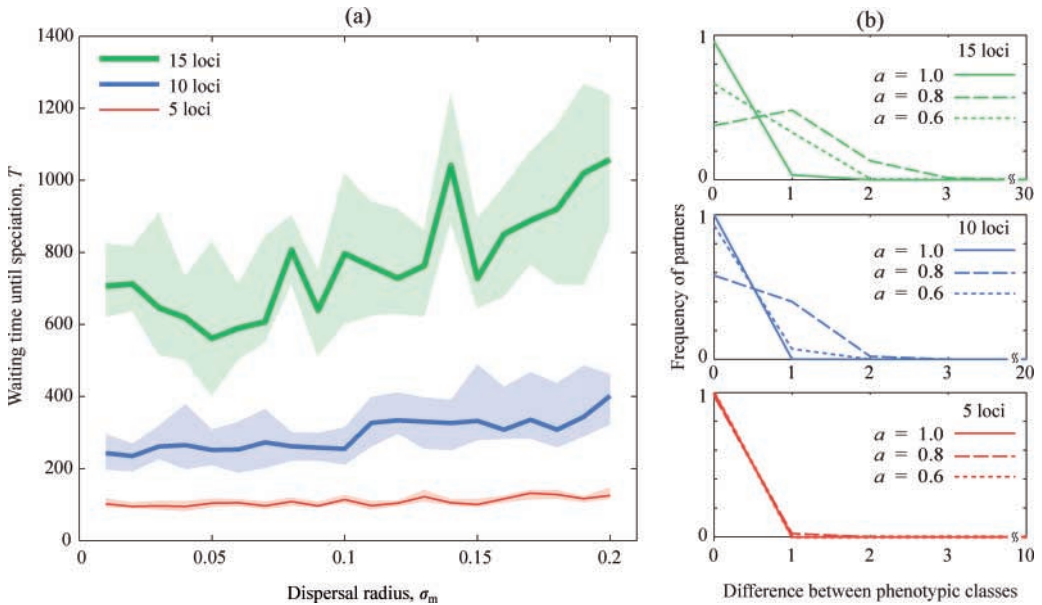 (a)
1400
1200
1000
800
600
400
200
0
Waiting time until speciation, T
15 loci
10 loci
5 loci
0.05
0.1
0.15
0.2
Dispersal radius, σm
(b)
Frequency of partners
1
0
15 loci
a = 1.0
a = 0.8
a = 0.6
0 1 2 3 30
1
0
10 loci
a = 1.0
a = 0.8
a = 0.6
0 1 2 3 20
1
0
5 loci
a = 1.0
a = 0.8
a = 0.6
0 1 2 3 10
Difference between phenotypic classes